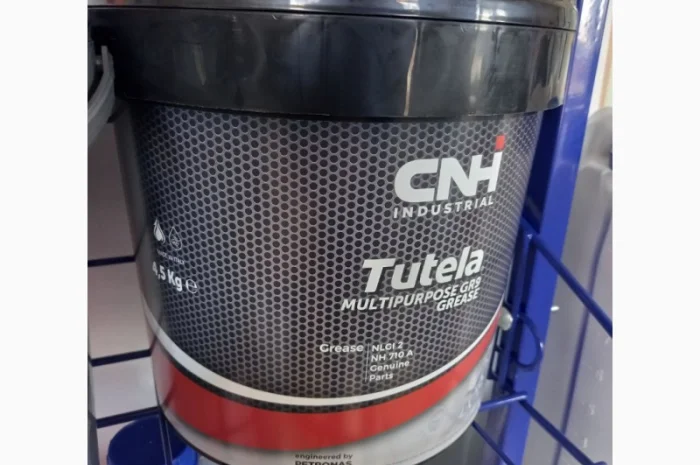 CNH
INDUSTRIAL
Tutela
MULTIPURPOSE GR9
GREASE
4,5 Kg e
Grease
NLGI 2
NH 710 A
Genuine
Parts
engineered by
PETRONAS